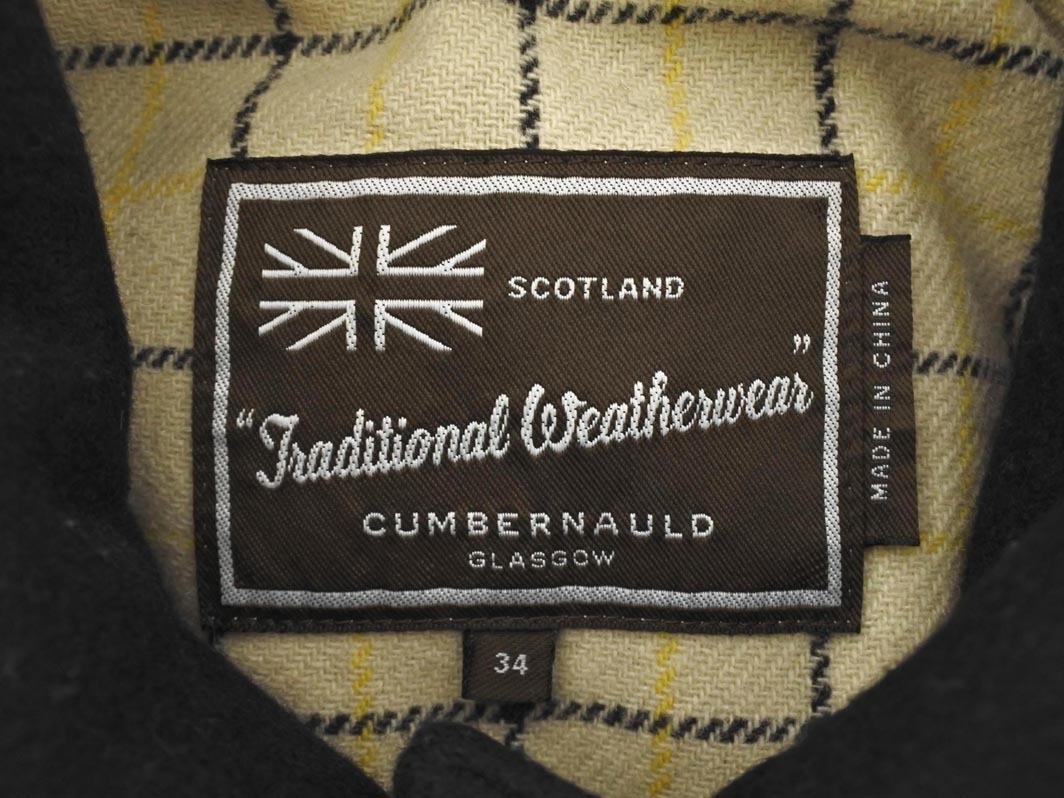 SCOTLAND
"Traditional Weatherwear"
CUMBERNAULD
GLASGOW
MADE IN CHINA
34